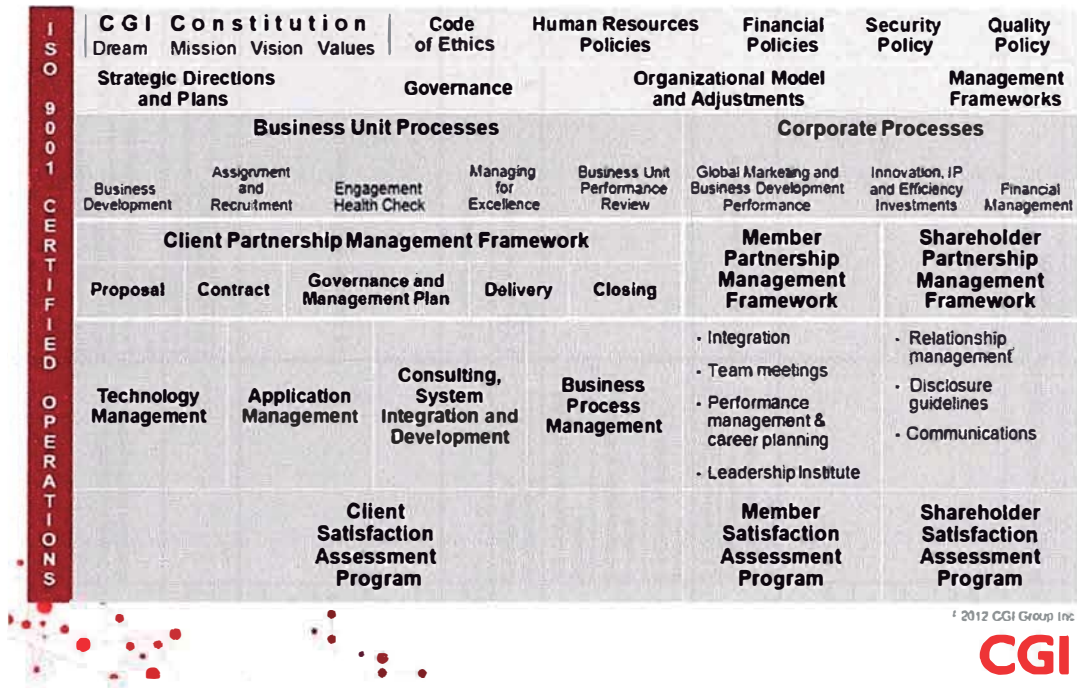 ISO 9001 CERTIFIED OPERATIONS
CGI Constitution
Dream Mission Vision Values
Code
of Ethics
Human Resources
Policies
Financial
Policies
Security
Policy
Quality
Policy
Strategic Directions
and Plans
Governance
Organizational Model
and Adjustments
Management
Frameworks
Business Unit Processes
Corporate Processes
Business
Development
Assignment
and
Recruitment
Engagement
Health Check
Managing
for
Excellence
Business Unit
Performance
Review
Global Marketing and
Business Development
Performance
Innovation, IP
and Efficiency
Investments
Financial
Management
Client Partnership Management Framework
Proposal
Contract
Governance and
Management Plan
Delivery
Closing
Member
Partnership
Management
Framework
Shareholder
Partnership
Management
Framework
Technology
Management
Application
Management
Consulting,
System
Integration and
Development
Business
Process
Management
· Integration
· Team meetings
· Performance
management &
career planning
· Leadership Institute
· Relationship
management
· Disclosure
guidelines
· Communications
Client
Satisfaction
Assessment
Program
Member
Satisfaction
Assessment
Program
Shareholder
Satisfaction
Assessment
Program
2012 CGI Group Inc
CGI